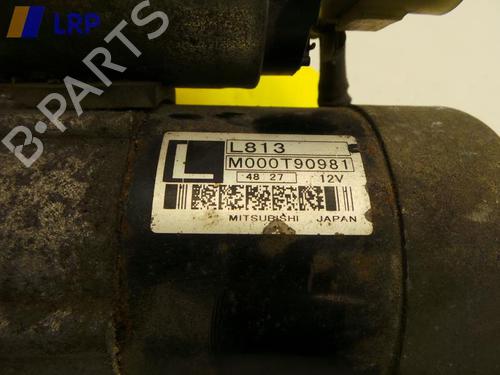 LRP
B-PARTS
L
L813
M000T90981
48 27 12V
MITSUBISHI JAPAN